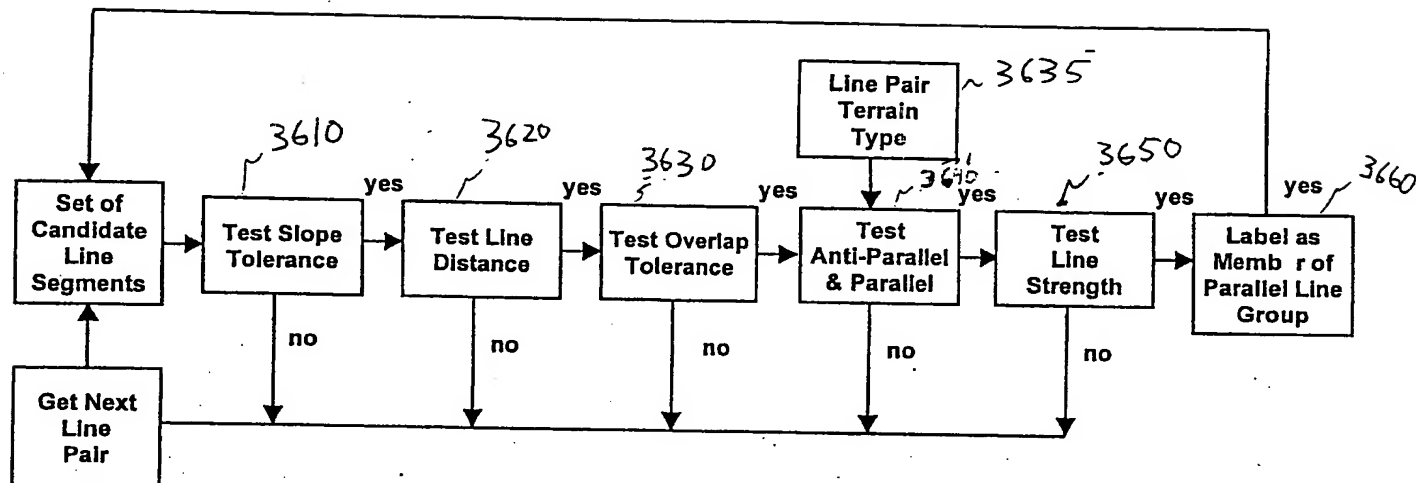 Line Pair
Terrain
Type
3635
3610
3620
3630
3640
3650
3660
yes
yes
yes
yes
yes
yes
Set of
Candidate
Line
Segments
Test Slope
Tolerance
Test Line
Distance
Test Overlap
Tolerance
Test
Anti-Parallel
& Parallel
Test
Line
Strength
Label as
Memb r of
Parallel Line
Group
no
no
no
no
no
Get Next
Line
Pair